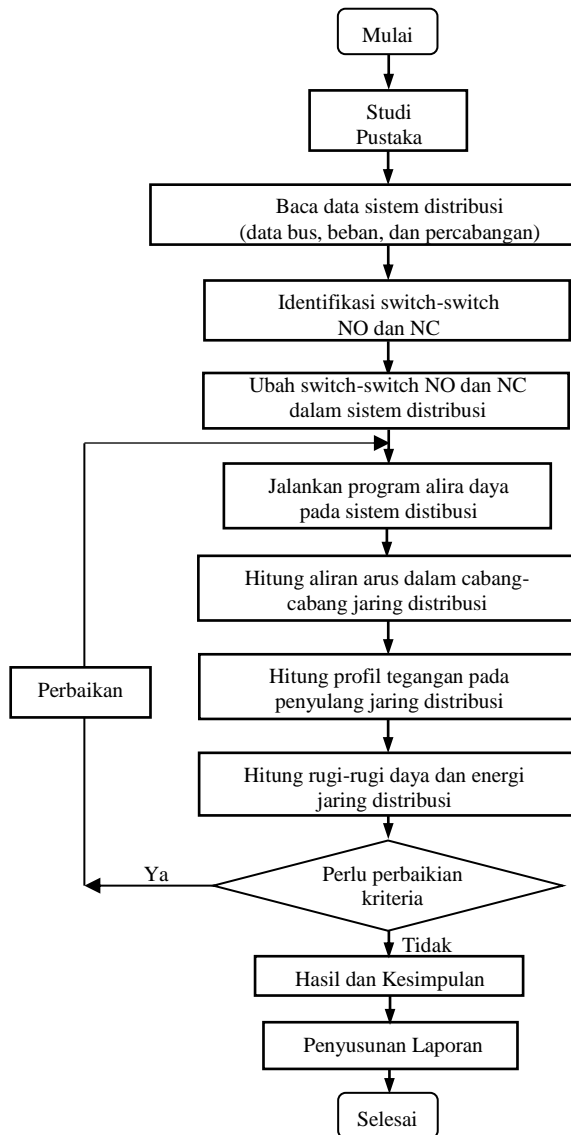 Mulai
Studi
Pustaka
Baca data sistem distribusi
(data bus, beban, dan percabangan)
Identifikasi switch-switch
NO dan NC
Ubah switch-switch NO dan NC
dalam sistem distribusi
Jalankan program alira daya
pada sistem distibusi
Hitung aliran arus dalam cabang-
cabang jaring distribusi
Perbaikan
Hitung profil tegangan pada
penyulang jaring distribusi
Hitung rugi-rugi daya dan energi
jaring distribusi
Ya
Perlu perbaikian
kriteria
Tidak
Hasil dan Kesimpulan
Penyusunan Laporan
Selesai